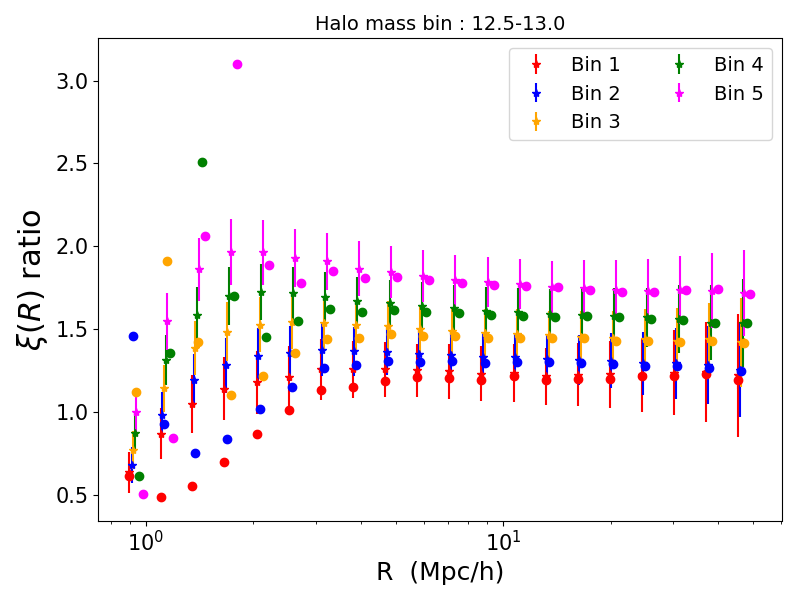 Halo mass bin : 12.5-13.0
ξ(R) ratio
3.0
2.5
2.0
1.5
1.0
0.5
Bin 1
Bin 2
Bin 3
Bin 4
Bin 5
10⁰
10¹
R (Mpc/h)